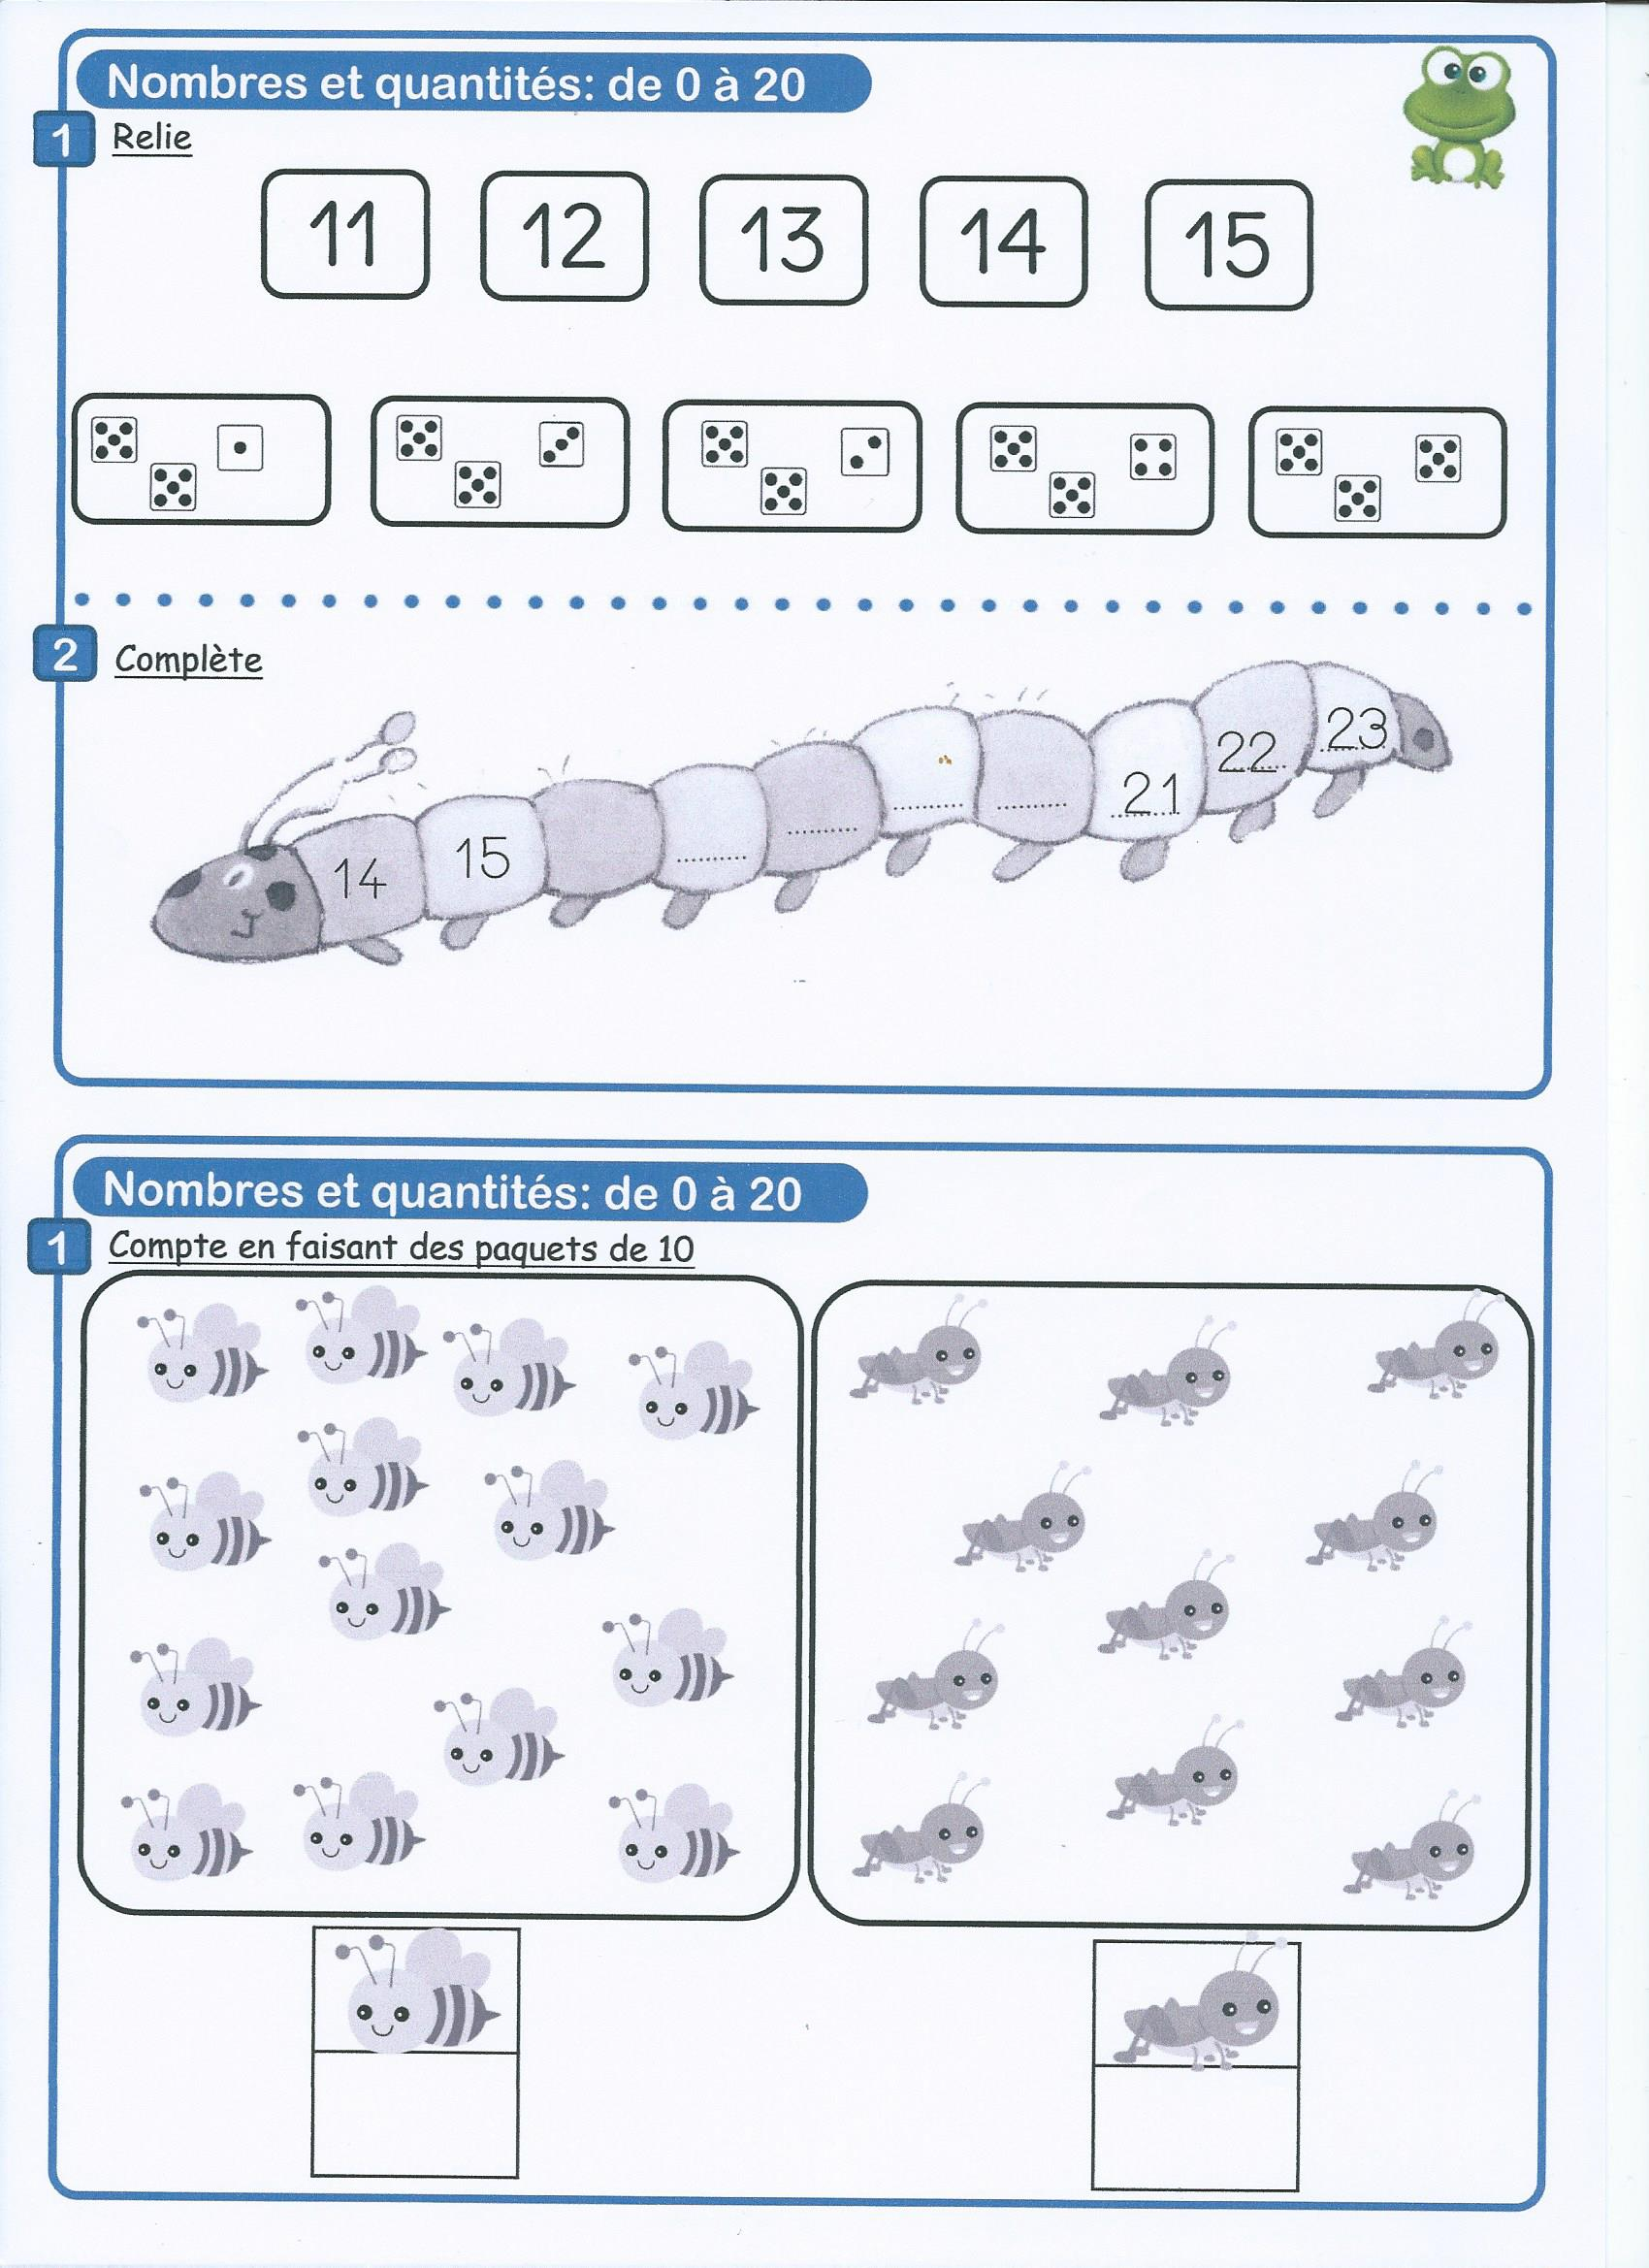 Nombres et quantités: de 0 à 20
1 Relie
11 12 13 14 15
2 Complète
14 15 ......... ......... ......... ......... 21 22 23
Nombres et quantités: de 0 à 20
1 Compte en faisant des paquets de 10